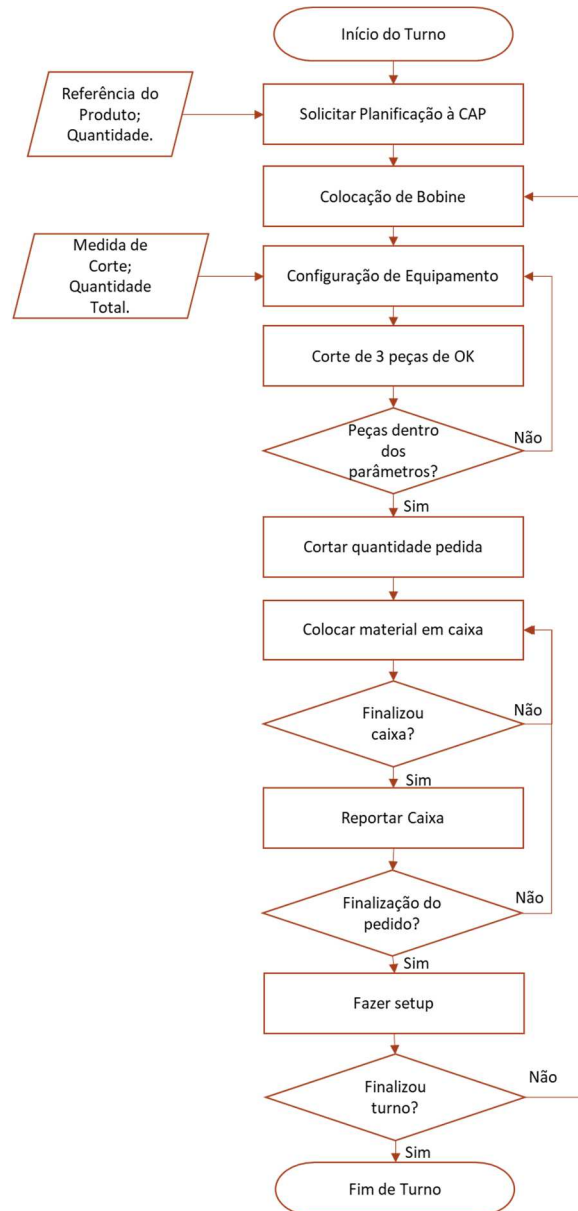 Início do Turno
Referência do
Produto;
Quantidade.
Solicitar Planificação à CAP
Colocação de Bobine
Medida de
Corte;
Quantidade
Total.
Configuração de Equipamento
Corte de 3 peças de OK
Peças dentro
dos
parâmetros?
Não
Sim
Cortar quantidade pedida
Colocar material em caixa
Finalizou
caixa?
Não
Sim
Reportar Caixa
Finalização do
pedido?
Não
Sim
Fazer setup
Finalizou
turno?
Não
Sim
Fim de Turno